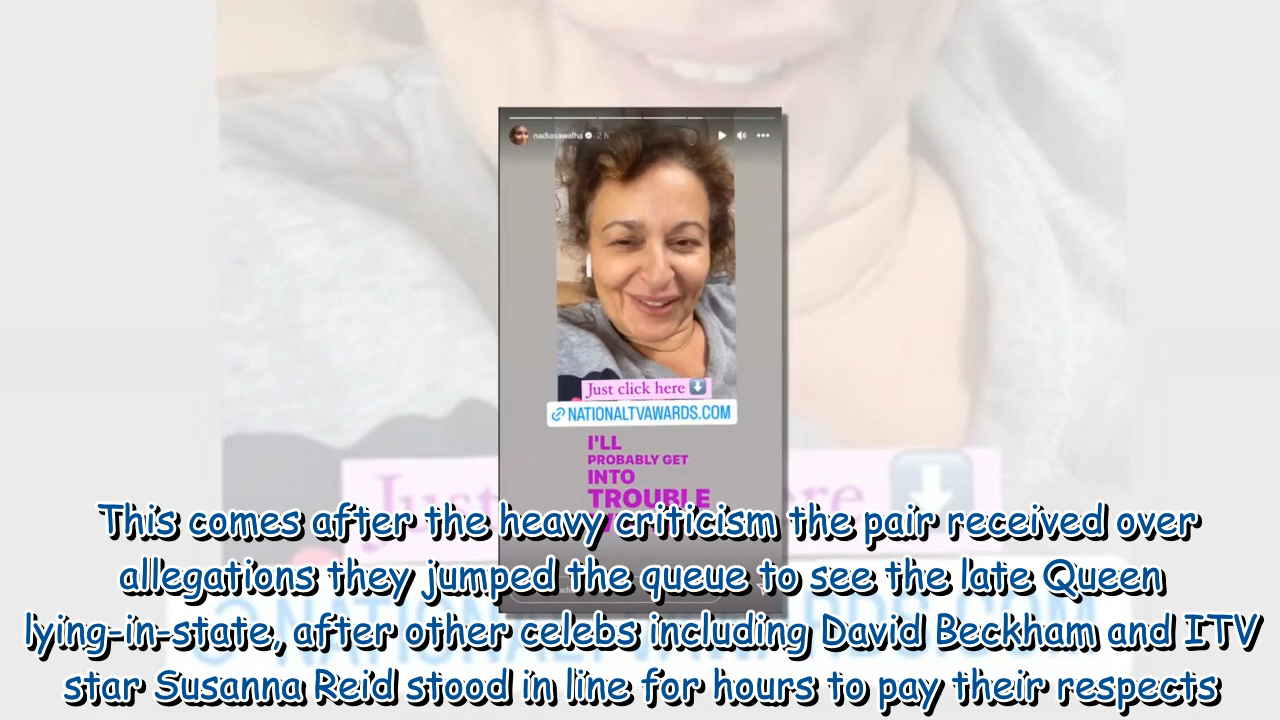 nadiasawalha 2 h
Just click here
NATIONALTVAWARDS.COM
I'LL
PROBABLY GET
INTO
TROUBLE
This comes after the heavy criticism the pair received over
allegations they jumped the queue to see the late Queen
lying-in-state, after other celebs including David Beckham and ITV
star Susanna Reid stood in line for hours to pay their respects